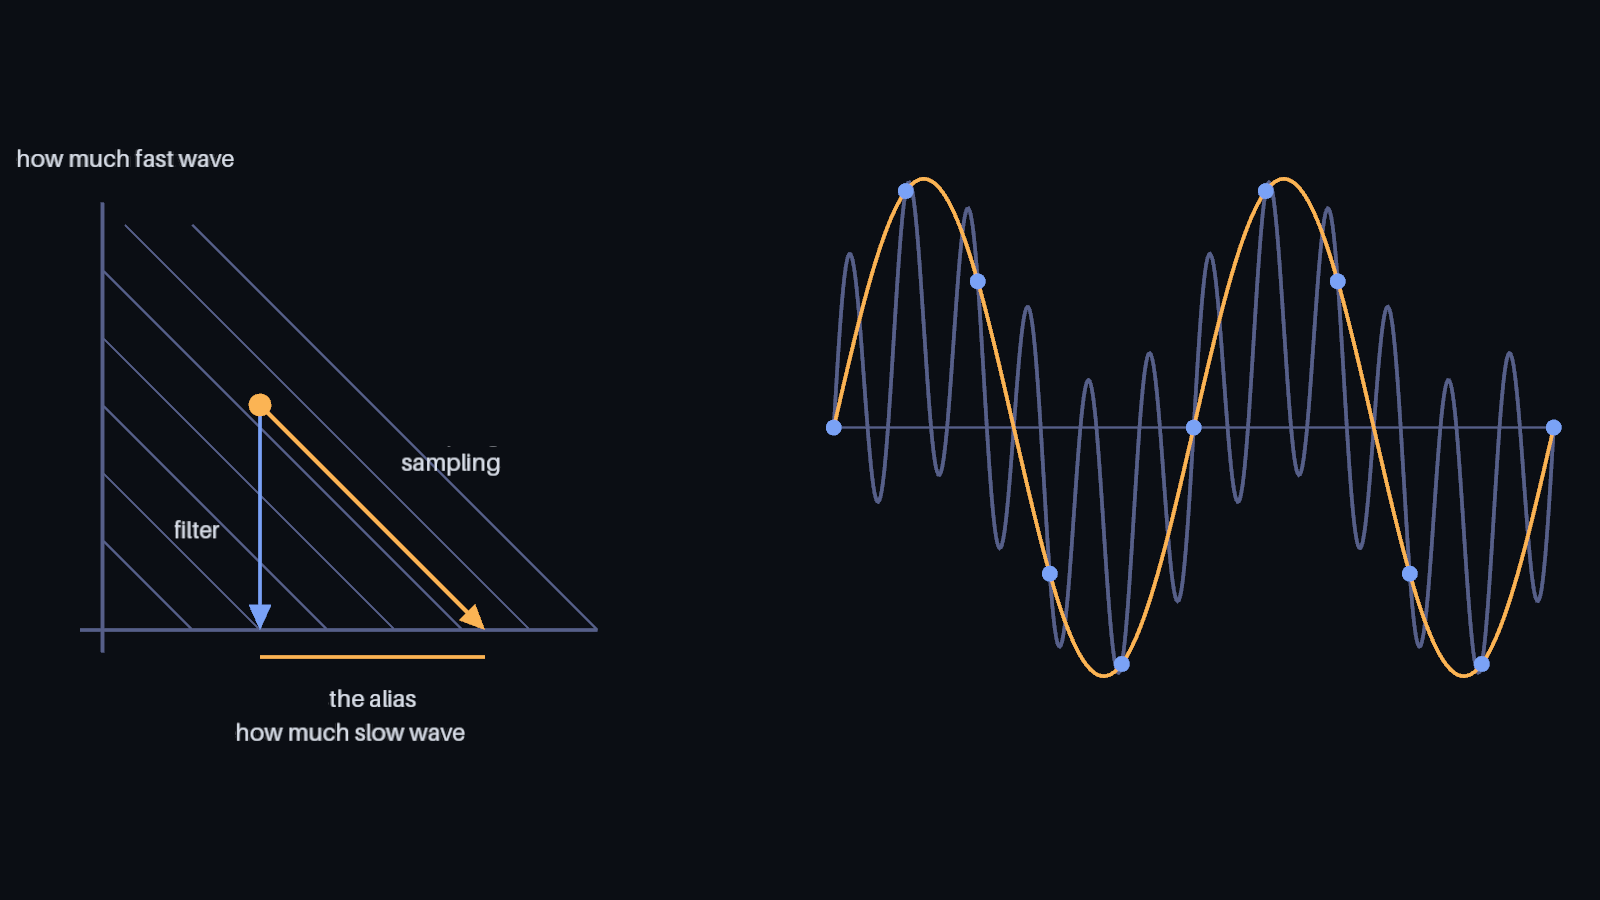 how much fast wave
sampling
filter
the alias
how much slow wave